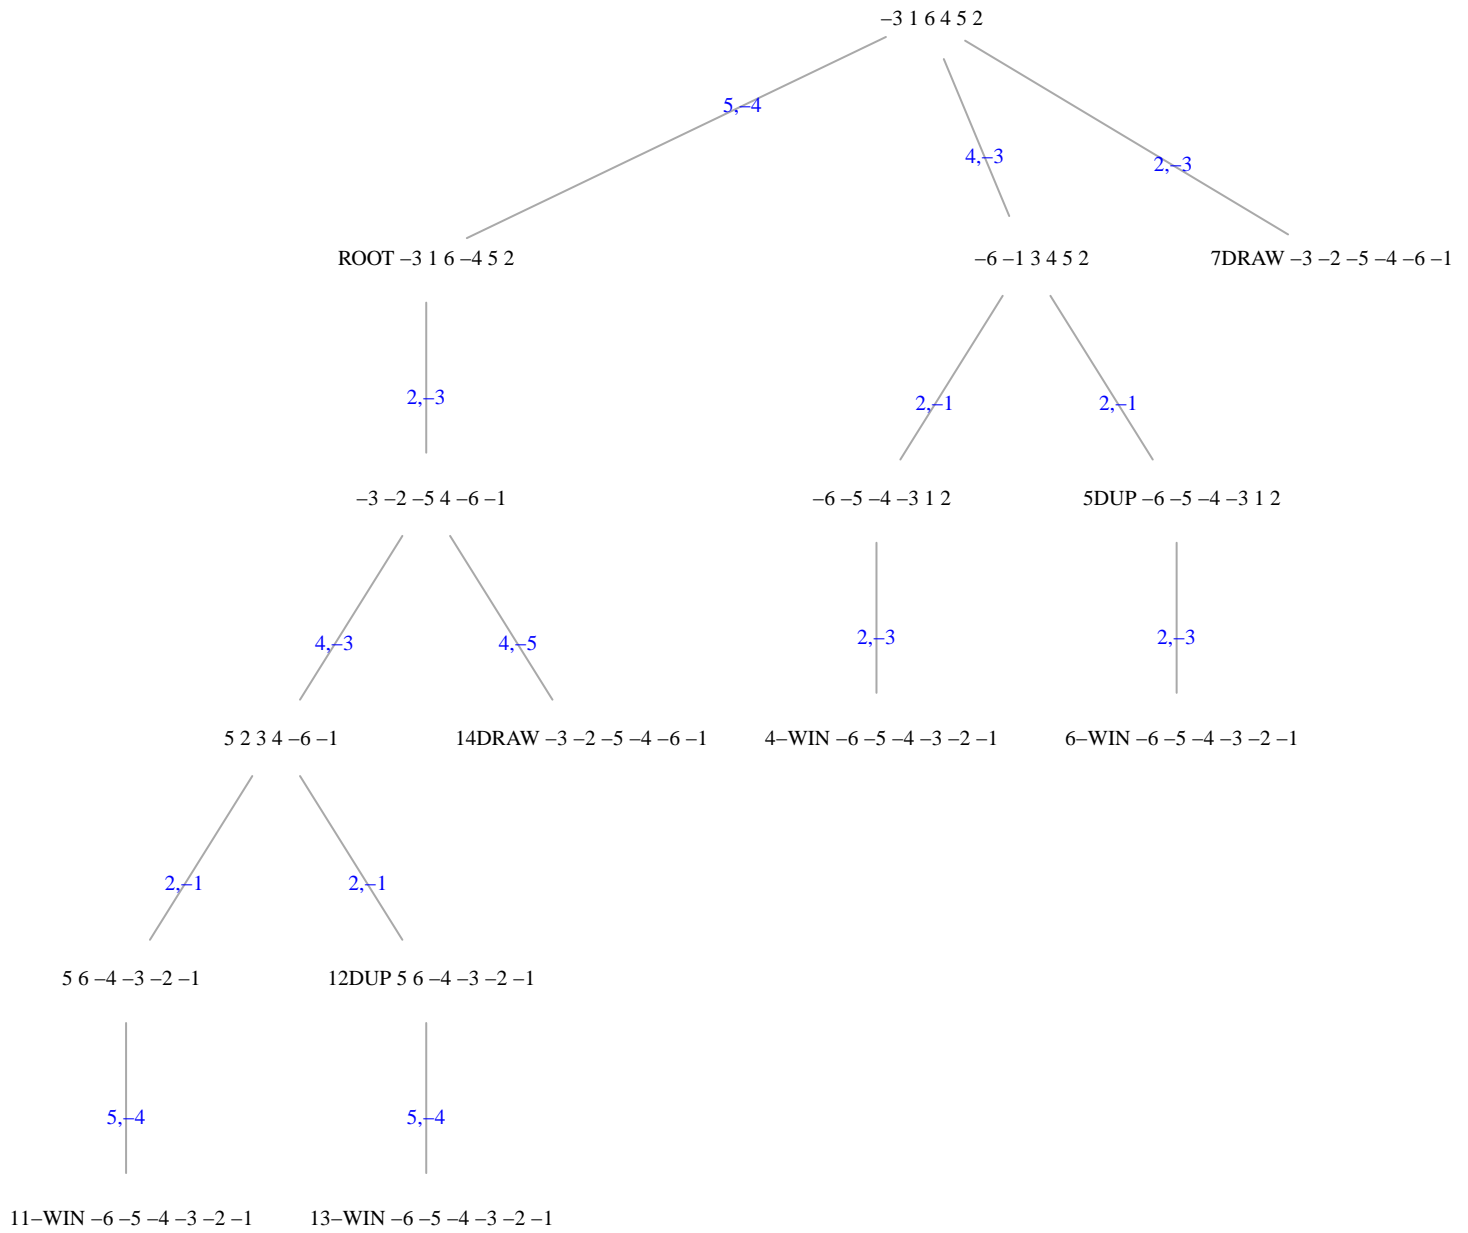 –3 1 6 4 5 2
5,–4
4,–3
2,–3
ROOT –3 1 6 –4 5 2
–6 –1 3 4 5 2
7DRAW –3 –2 –5 –4 –6 –1
2,–3
2,–1
2,–1
–3 –2 –5 4 –6 –1
–6 –5 –4 –3 1 2
5DUP –6 –5 –4 –3 1 2
4,–3
4,–5
2,–3
2,–3
5 2 3 4 –6 –1
14DRAW –3 –2 –5 –4 –6 –1
4–WIN –6 –5 –4 –3 –2 –1
6–WIN –6 –5 –4 –3 –2 –1
2,–1
2,–1
5 6 –4 –3 –2 –1
12DUP 5 6 –4 –3 –2 –1
5,–4
5,–4
11–WIN –6 –5 –4 –3 –2 –1
13–WIN –6 –5 –4 –3 –2 –1